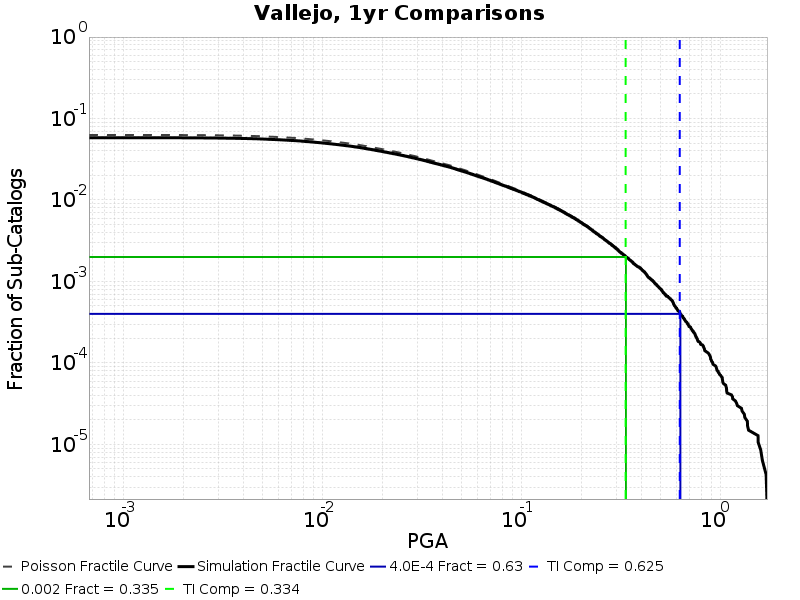 Vallejo, 1yr Comparisons
10^0
10^-1
10^-2
10^-3
10^-4
10^-5
Fraction of Sub-Catalogs
10^-3 10^-2 10^-1 10^0
PGA
Poisson Fractile Curve Simulation Fractile Curve 4.0E-4 Fract = 0.63 TI Comp = 0.625
0.002 Fract = 0.335 TI Comp = 0.334